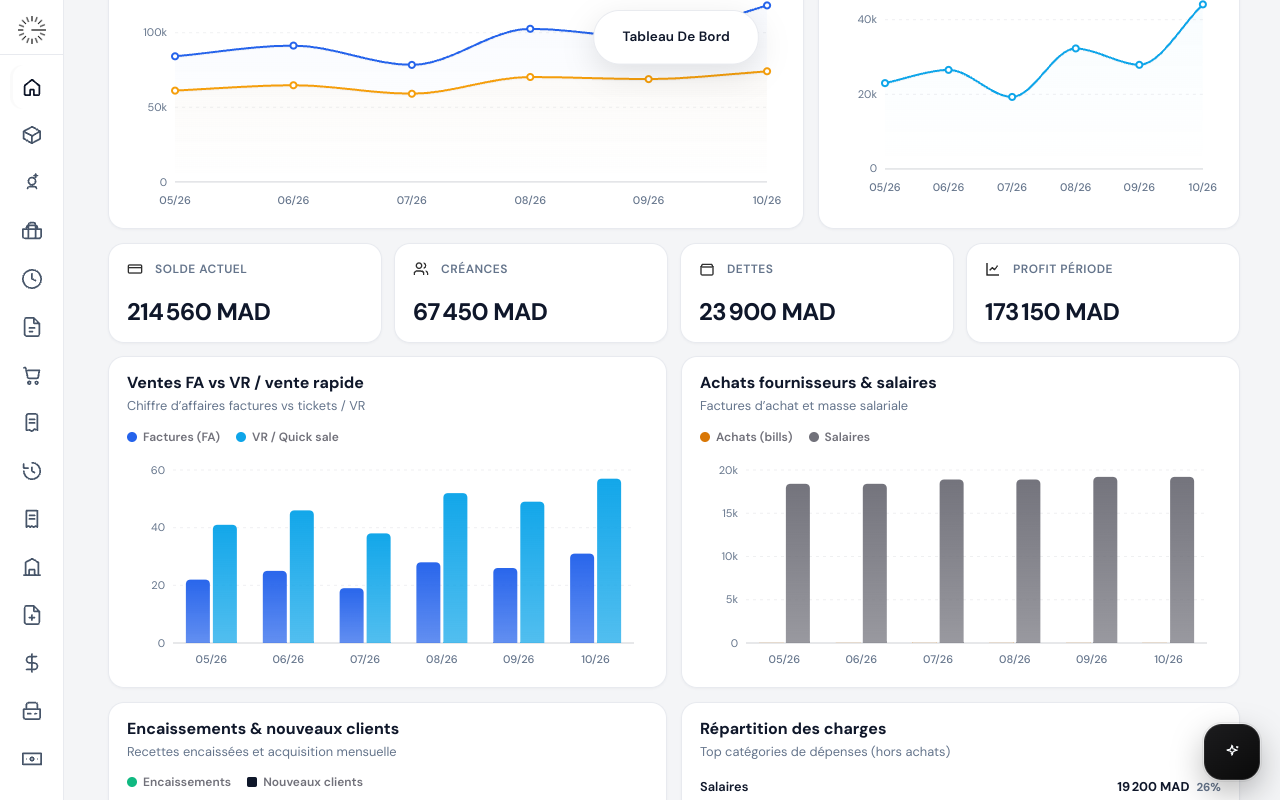 100k
50k
0
05/26 06/26 07/26 08/26 09/26 10/26
Tableau De Bord
40k
20k
0
05/26 06/26 07/26 08/26 09/26 10/26
SOLDE ACTUEL
214 560 MAD
CRÉANCES
67 450 MAD
DETTES
23 900 MAD
PROFIT PÉRIODE
173 150 MAD
Ventes FA vs VR / vente rapide
Chiffre d’affaires factures vs tickets / VR
Factures (FA) VR / Quick sale
60
40
20
0
05/26 06/26 07/26 08/26 09/26 10/26
Achats fournisseurs & salaires
Factures d’achat et masse salariale
Achats (bills) Salaires
20k
15k
10k
5k
0
05/26 06/26 07/26 08/26 09/26 10/26
Encaissements & nouveaux clients
Recettes encaissées et acquisition mensuelle
Encaissements Nouveaux clients
Répartition des charges
Top catégories de dépenses (hors achats)
Salaires 19 200 MAD 26%